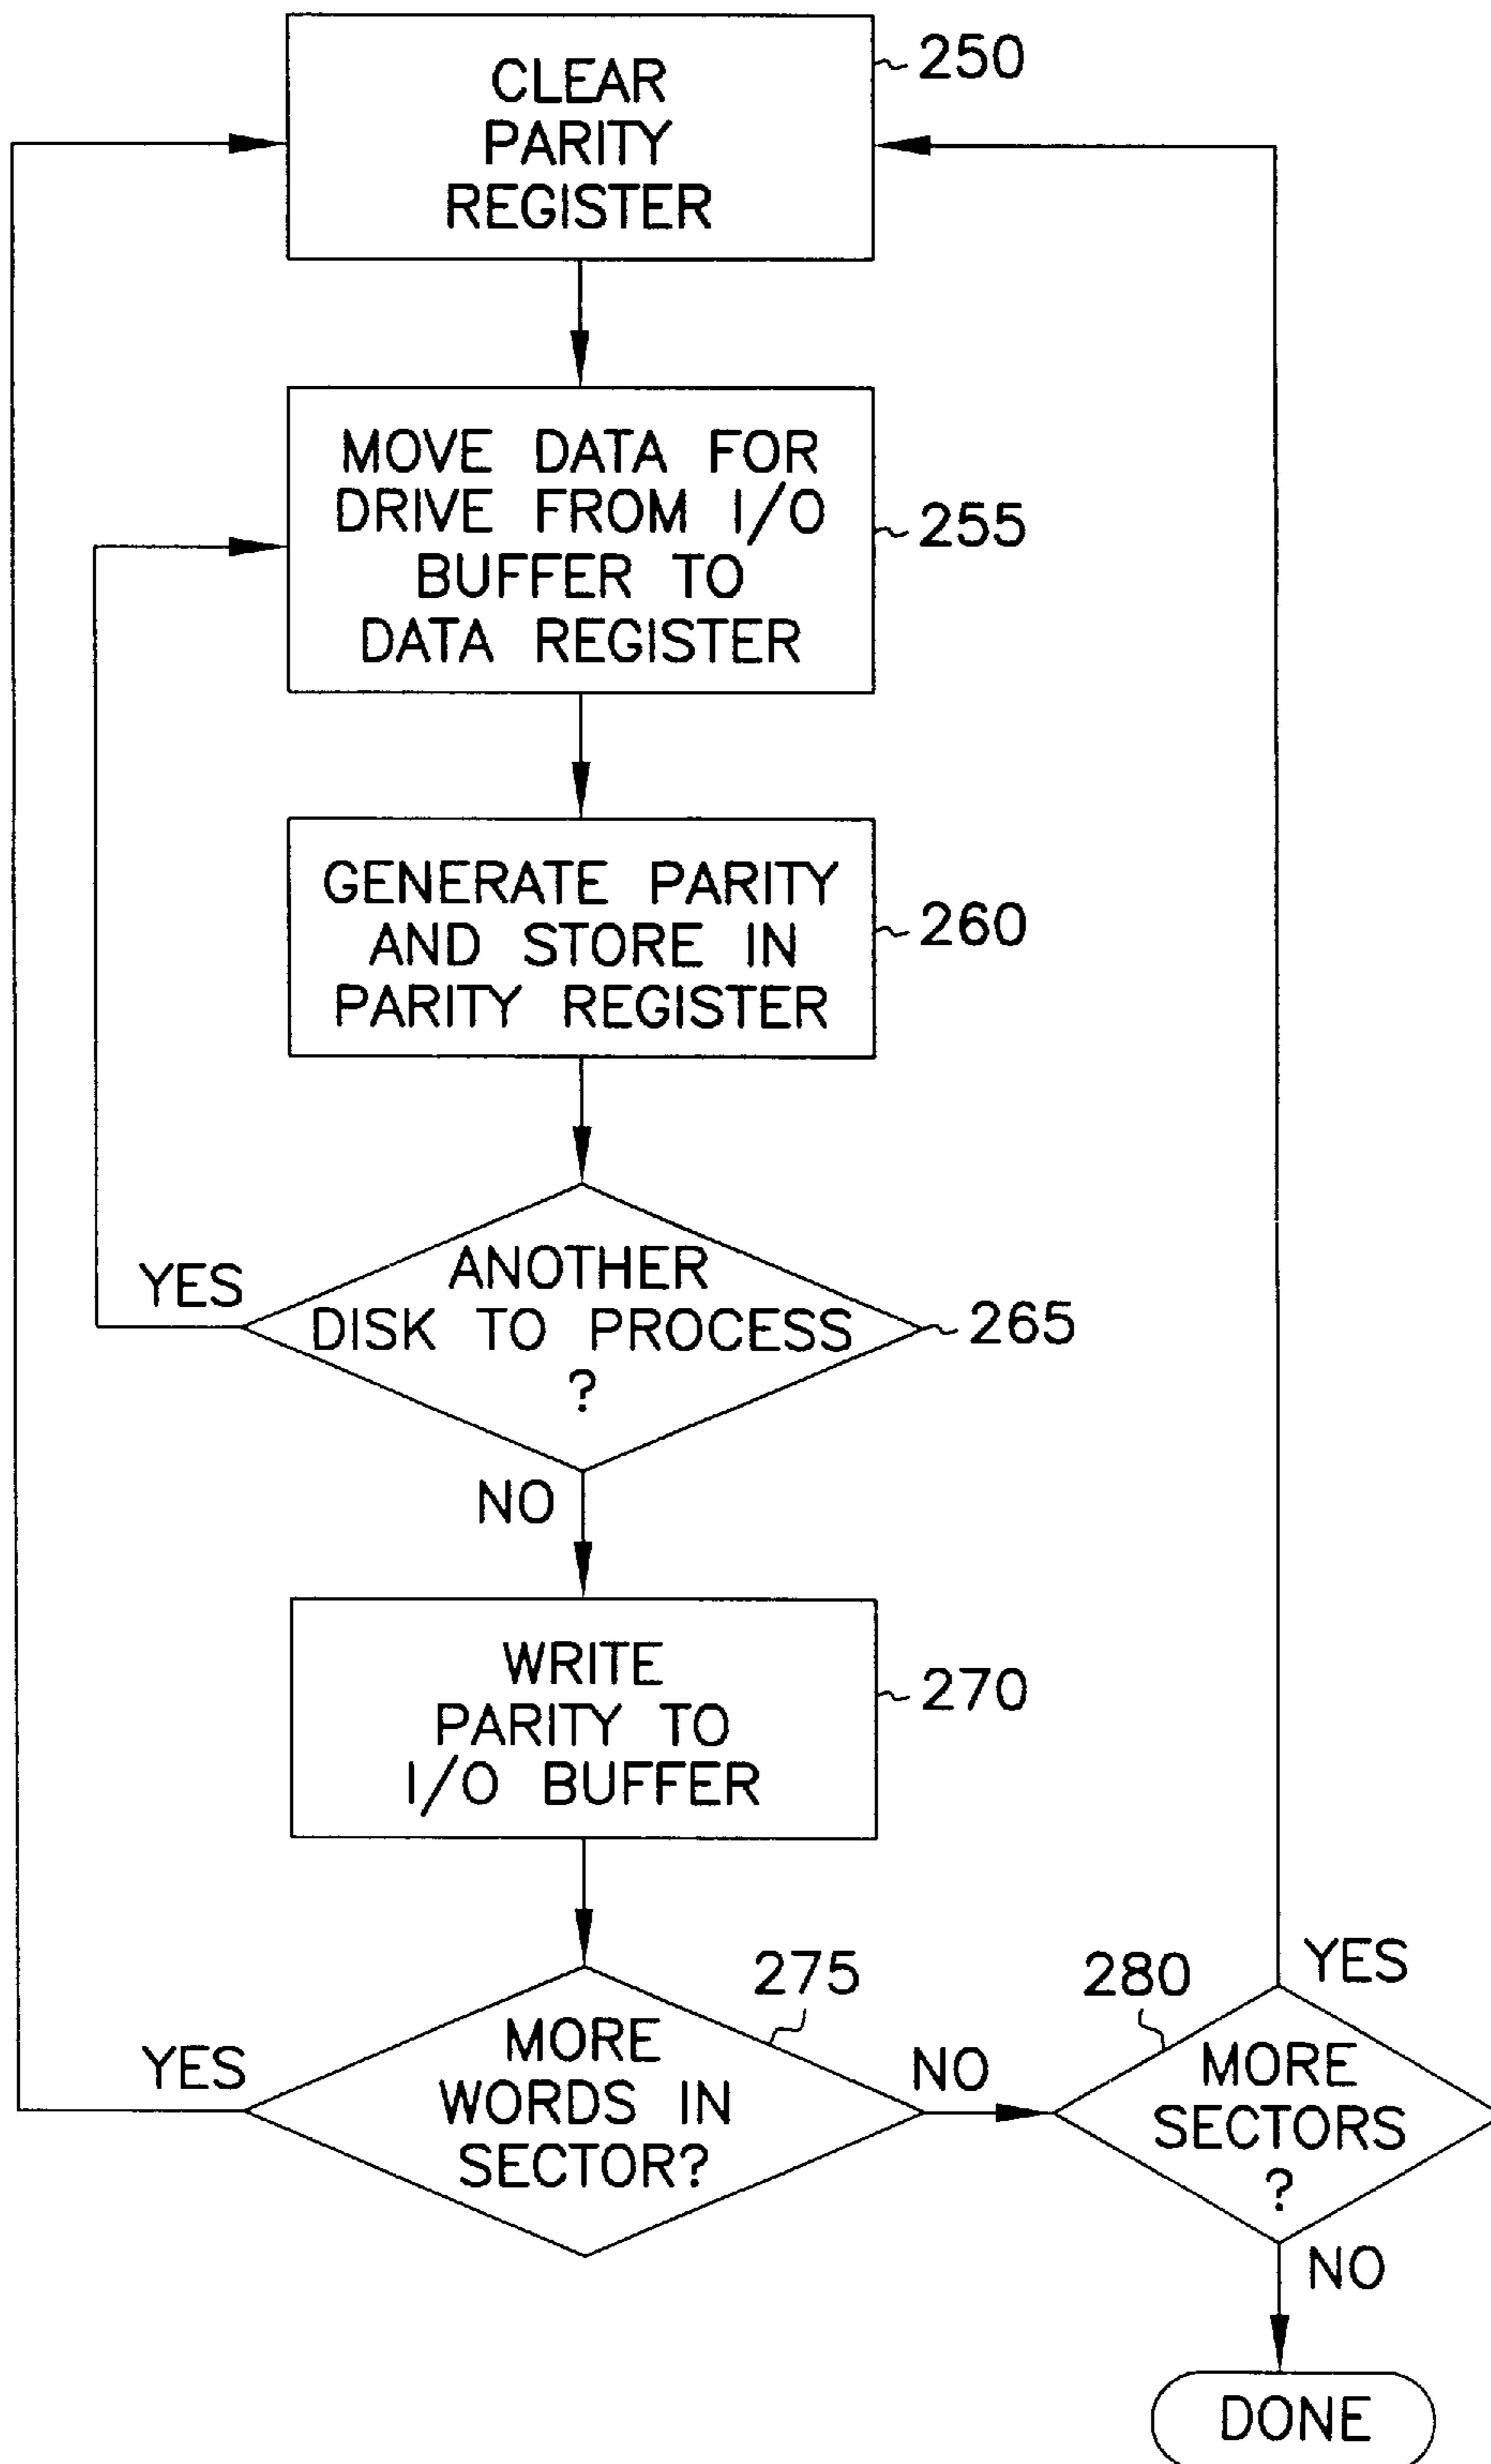 CLEAR
PARITY
REGISTER
250
MOVE DATA FOR
DRIVE FROM I/O
BUFFER TO
DATA REGISTER
255
GENERATE PARITY
AND STORE IN
PARITY REGISTER
260
YES
ANOTHER
DISK TO PROCESS
?
265
NO
WRITE
PARITY TO
I/O BUFFER
270
YES
MORE
WORDS IN
SECTOR?
275
NO
280
YES
MORE
SECTORS
?
NO
DONE